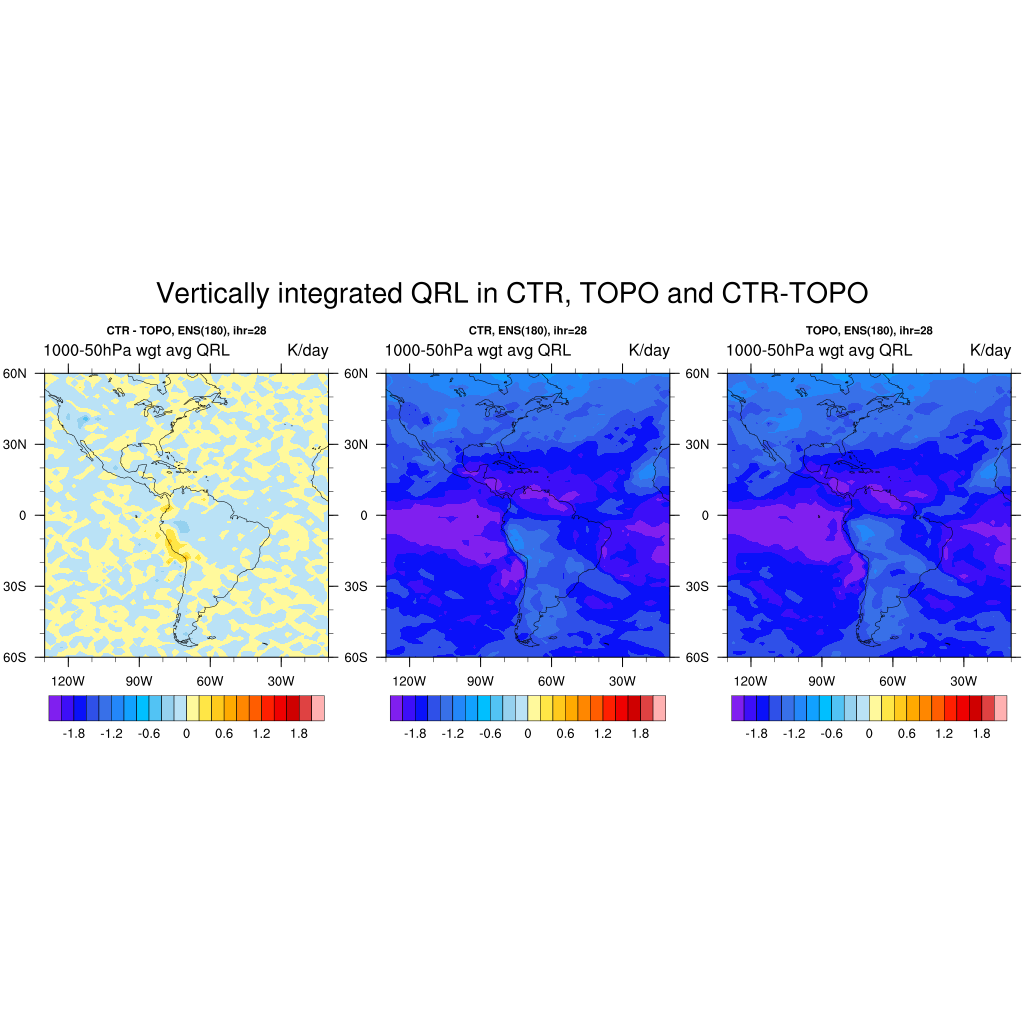 Vertically integrated QRL in CTR, TOPO and CTR-TOPO
CTR - TOPO, ENS(180), ihr=28
1000-50hPa wgt avg QRL K/day
60N
30N
0
30S
60S
120W 90W 60W 30W
-1.8 -1.2 -0.6 0 0.6 1.2 1.8
CTR, ENS(180), ihr=28
1000-50hPa wgt avg QRL K/day
60N
30N
0
30S
60S
120W 90W 60W 30W
-1.8 -1.2 -0.6 0 0.6 1.2 1.8
TOPO, ENS(180), ihr=28
1000-50hPa wgt avg QRL K/day
60N
30N
0
30S
60S
120W 90W 60W 30W
-1.8 -1.2 -0.6 0 0.6 1.2 1.8